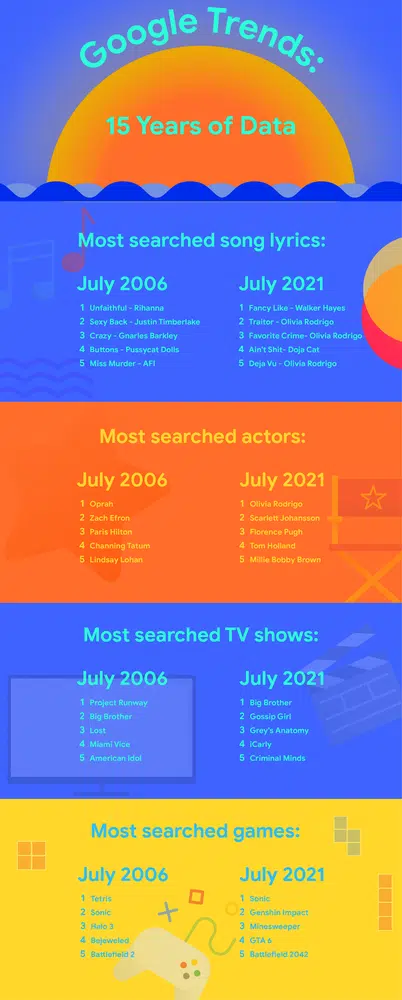 Google Trends:
15 Years of Data
Most searched song lyrics:
July 2006
1 Unfaithful - Rihanna
2 Sexy Back - Justin Timberlake
3 Crazy - Gnarles Barkley
4 Buttons - Pussycat Dolls
5 Miss Murder - AFI
July 2021
1 Fancy Like - Walker Hayes
2 Traitor - Olivia Rodrigo
3 Favorite Crime- Olivia Rodrigo
4 Ain't Shit- Doja Cat
5 Deja Vu - Olivia Rodrigo
Most searched actors:
July 2006
1 Oprah
2 Zach Efron
3 Paris Hilton
4 Channing Tatum
5 Lindsay Lohan
July 2021
1 Olivia Rodrigo
2 Scarlett Johansson
3 Florence Pugh
4 Tom Holland
5 Millie Bobby Brown
Most searched TV shows:
July 2006
1 Project Runway
2 Big Brother
3 Lost
4 Miami Vice
5 American Idol
July 2021
1 Big Brother
2 Gossip Girl
3 Grey's Anatomy
4 iCarly
5 Criminal Minds
Most searched games:
July 2006
1 Tetris
2 Sonic
3 Halo 3
4 Bejeweled
5 Battlefield 2
July 2021
1 Sonic
2 Genshin Impact
3 Minesweeper
4 GTA 6
5 Battlefield 2042